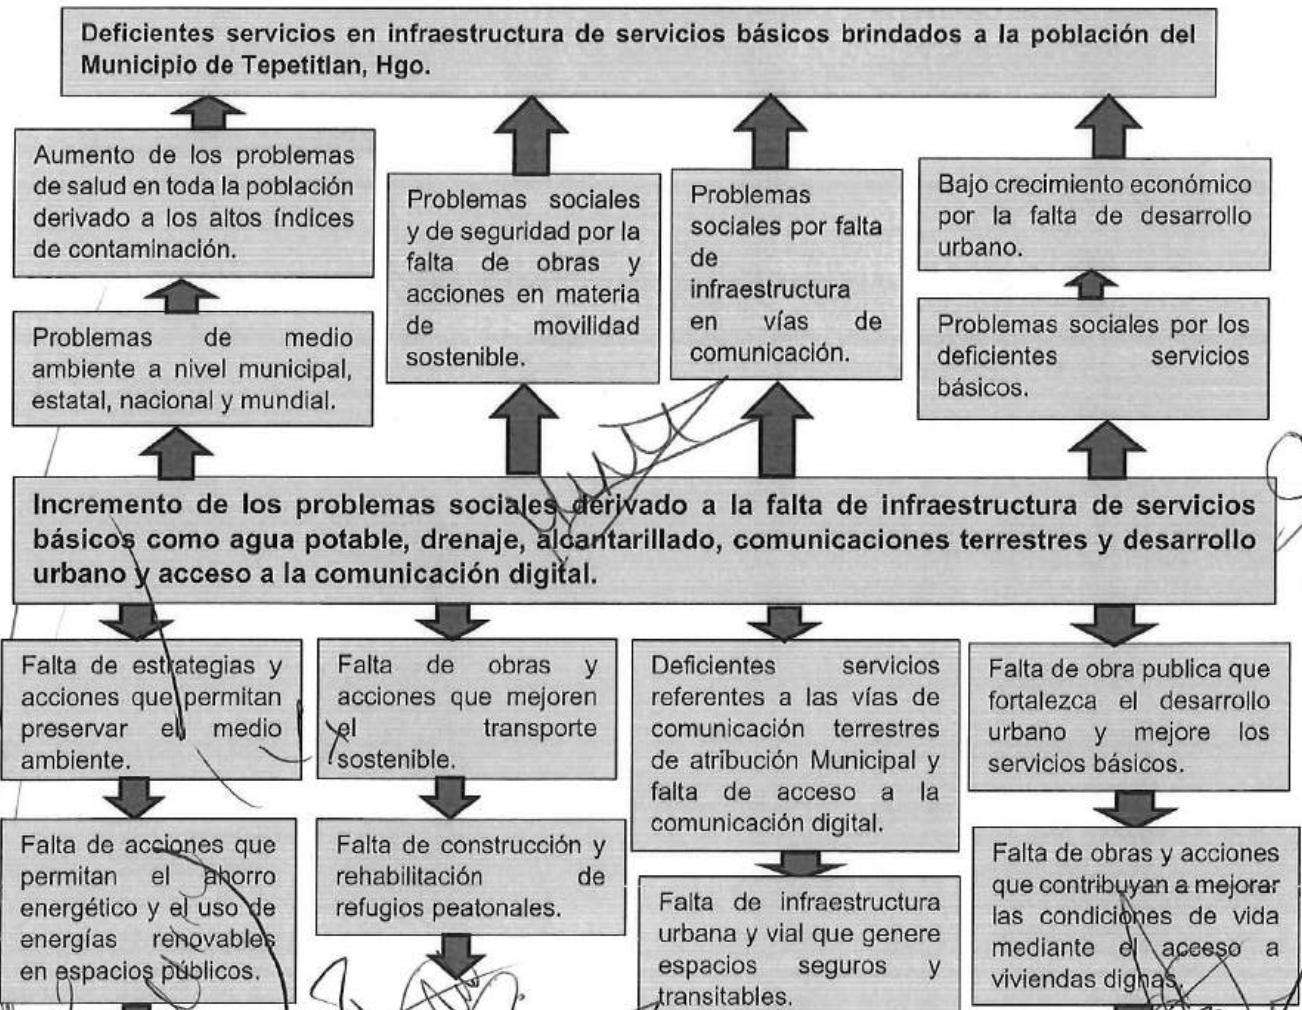 Deficientes servicios en infraestructura de servicios básicos brindados a la población del
Municipio de Tepetitlan, Hgo.
Aumento de los problemas
de salud en toda la población
derivado a los altos índices
de contaminación.
Problemas sociales
y de seguridad por la
falta de obras y
acciones en materia
de movilidad
sostenible.
Problemas
sociales por falta
de
infraestructura
en vías de
comunicación.
Bajo crecimiento económico
por la falta de desarrollo
urbano.
Problemas de medio
ambiente a nivel municipal,
estatal, nacional y mundial.
Problemas sociales por los
deficientes servicios
básicos.
Incremento de los problemas sociales derivado a la falta de infraestructura de servicios
básicos como agua potable, drenaje, alcantarillado, comunicaciones terrestres y desarrollo
urbano y acceso a la comunicación digital.
Falta de estrategias y
acciones que permitan
preservar el medio
ambiente.
Falta de obras y
acciones que mejoren
el transporte
sostenible.
Deficientes servicios
referentes a las vías de
comunicación terrestres
de atribución Municipal y
falta de acceso a la
comunicación digital.
Falta de obra publica que
fortalezca el desarrollo
urbano y mejore los
servicios básicos.
Falta de acciones que
permitan el ahorro
energético y el uso de
energías renovables
en espacios públicos.
Falta de construcción y
rehabilitación de
refugios peatonales.
Falta de infraestructura
urbana y vial que genere
espacios seguros y
transitables.
Falta de obras y acciones
que contribuyan a mejorar
las condiciones de vida
mediante el acceso a
viviendas dignas.